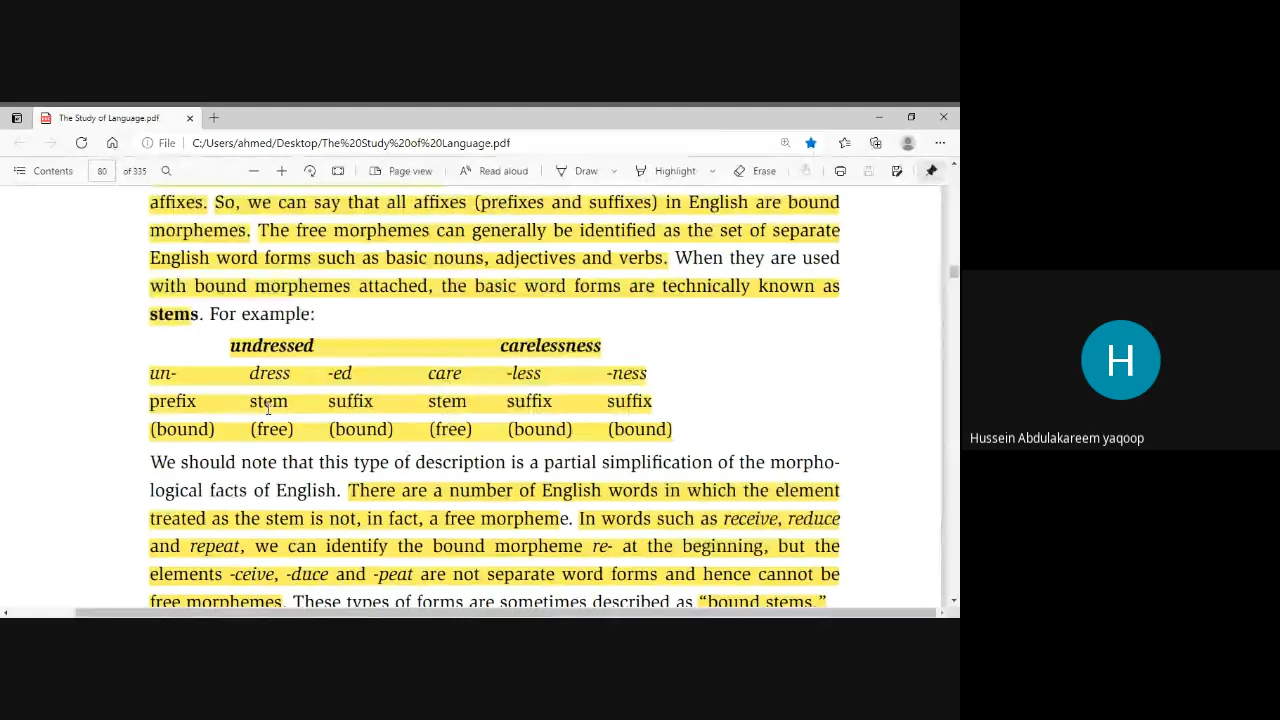 The Study of Language.pdf
File C:/Users/ahmed/Desktop/The%20Study%20of%20Language.pdf
Contents 80 of 335 Page view Read aloud Draw Highlight Erase
affixes. So, we can say that all affixes (prefixes and suffixes) in English are bound
morphemes. The free morphemes can generally be identified as the set of separate
English word forms such as basic nouns, adjectives and verbs. When they are used
with bound morphemes attached, the basic word forms are technically known as
stems. For example:
undressed carelessness
un- dress -ed care -less -ness
prefix stem suffix stem suffix suffix
(bound) (free) (bound) (free) (bound) (bound)
We should note that this type of description is a partial simplification of the morpho-
logical facts of English. There are a number of English words in which the element
treated as the stem is not, in fact, a free morpheme. In words such as receive, reduce
and repeat, we can identify the bound morpheme re- at the beginning, but the
elements -ceive, -duce and -peat are not separate word forms and hence cannot be
free morphemes. These types of forms are sometimes described as “bound stems.”
H
Hussein Abdulakareem yaqoop